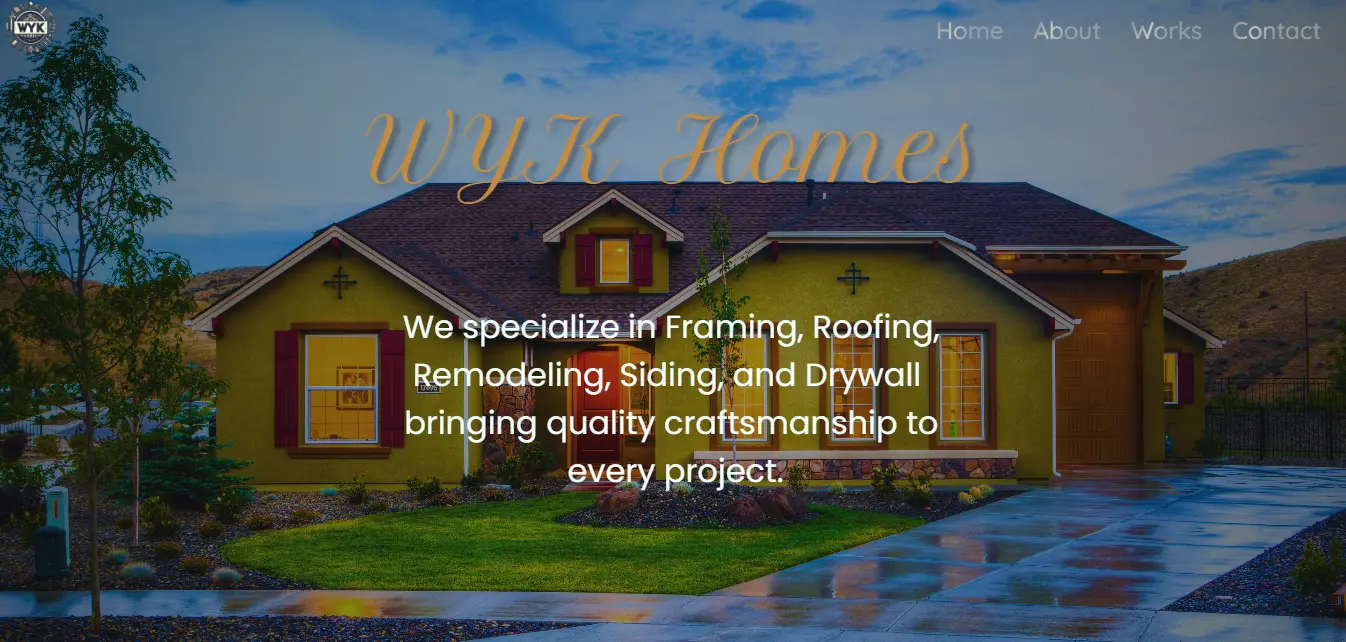 WYK
Home About Works Contact
WYK Homes
We specialize in Framing, Roofing,
Remodeling, Siding, and Drywall
bringing quality craftsmanship to
every project.